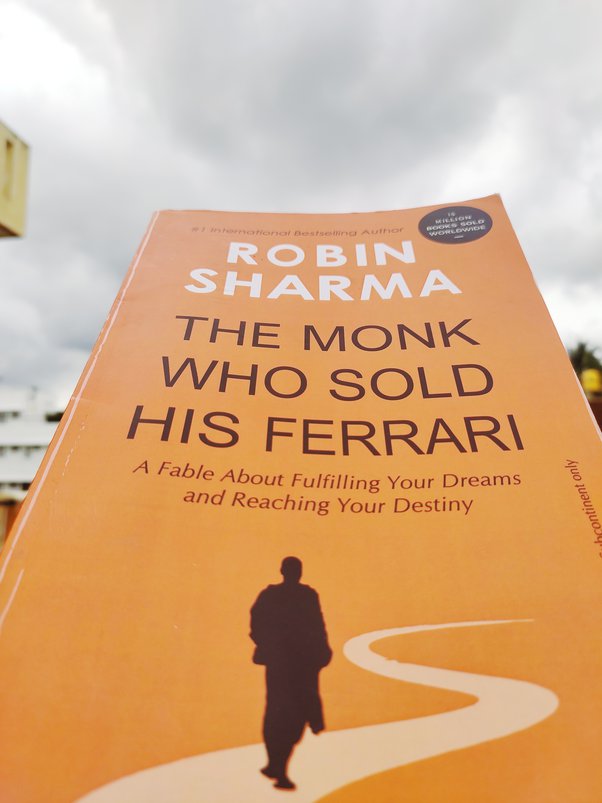 #1 International Bestselling Author
15 MILLION
BOOKS SOLD
WORLDWIDE
ROBIN
SHARMA
THE MONK
WHO SOLD
HIS FERRARI
A Fable About Fulfilling Your Dreams
and Reaching Your Destiny
continent only